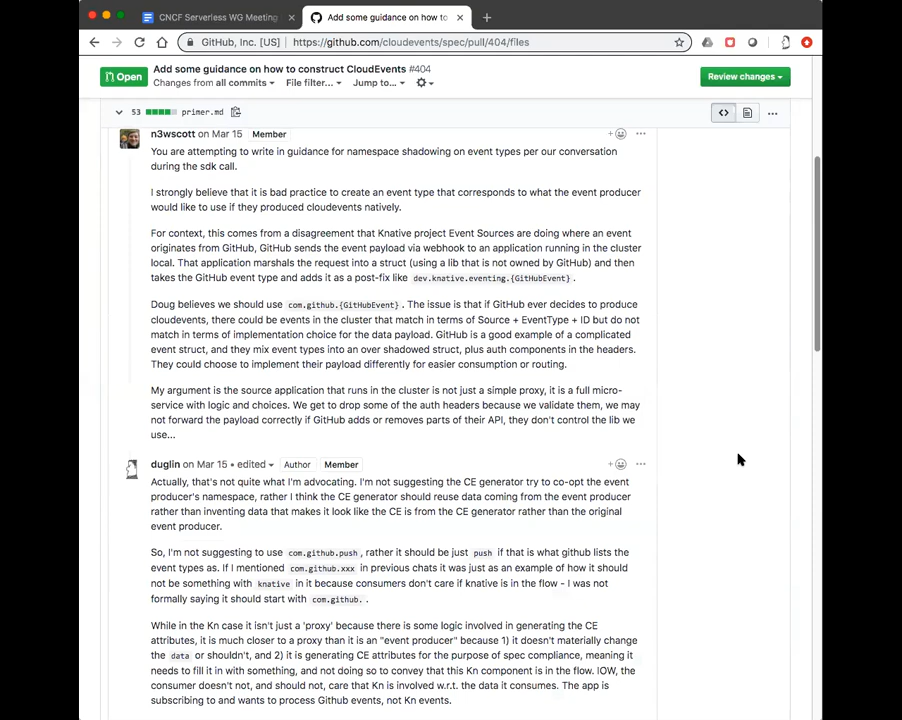 CNCF Serverless WG Meeting
Add some guidance on how to
GitHub, Inc. [US] https://github.com/cloudevents/spec/pull/404/files
Open
Add some guidance on how to construct CloudEvents #404
Changes from all commits File filter... Jump to...
Review changes
53 primer.md
n3wscott on Mar 15 Member
You are attempting to write in guidance for namespace shadowing on event types per our conversation
during the sdk call.
I strongly believe that it is bad practice to create an event type that corresponds to what the event producer
would like to use if they produced cloudevents natively.
For context, this comes from a disagreement that Knative project Event Sources are doing where an event
originates from GitHub, GitHub sends the event payload via webhook to an application running in the cluster
local. That application marshals the request into a struct (using a lib that is not owned by GitHub) and then
takes the GitHub event type and adds it as a post-fix like dev.knative.eventing.{GitHubEvent}.
Doug believes we should use com.github.{GitHubEvent}. The issue is that if GitHub ever decides to produce
cloudevents, there could be events in the cluster that match in terms of Source + EventType + ID but do not
match in terms of implementation choice for the data payload. GitHub is a good example of a complicated
event struct, and they mix event types into an over shadowed struct, plus auth components in the headers.
They could choose to implement their payload differently for easier consumption or routing.
My argument is the source application that runs in the cluster is not just a simple proxy, it is a full micro-
service with logic and choices. We get to drop some of the auth headers because we validate them, we may
not forward the payload correctly if GitHub adds or removes parts of their API, they don't control the lib we
use...
duglin on Mar 15 • edited Author Member
Actually, that's not quite what I'm advocating. I'm not suggesting the CE generator try to co-opt the event
producer's namespace, rather I think the CE generator should reuse data coming from the event producer
rather than inventing data that makes it look like the CE is from the CE generator rather than the original
event producer.
So, I'm not suggesting to use com.github.push, rather it should be just push if that is what github lists the
event types as. If I mentioned com.github.xxx in previous chats it was just as an example of how it should
not be something with knative in it because consumers don't care if knative is in the flow - I was not
formally saying it should start with com.github. .
While in the Kn case it isn't just a 'proxy' because there is some logic involved in generating the CE
attributes, it is much closer to a proxy than it is an "event producer" because 1) it doesn't materially change
the data or shouldn't, and 2) it is generating CE attributes for the purpose of spec compliance, meaning it
needs to fill it in with something, and not doing so to convey that this Kn component is in the flow. IOW, the
consumer doesn't not, and should not, care that Kn is involved w.r.t. the data it consumes. The app is
subscribing to and wants to process Github events, not Kn events.